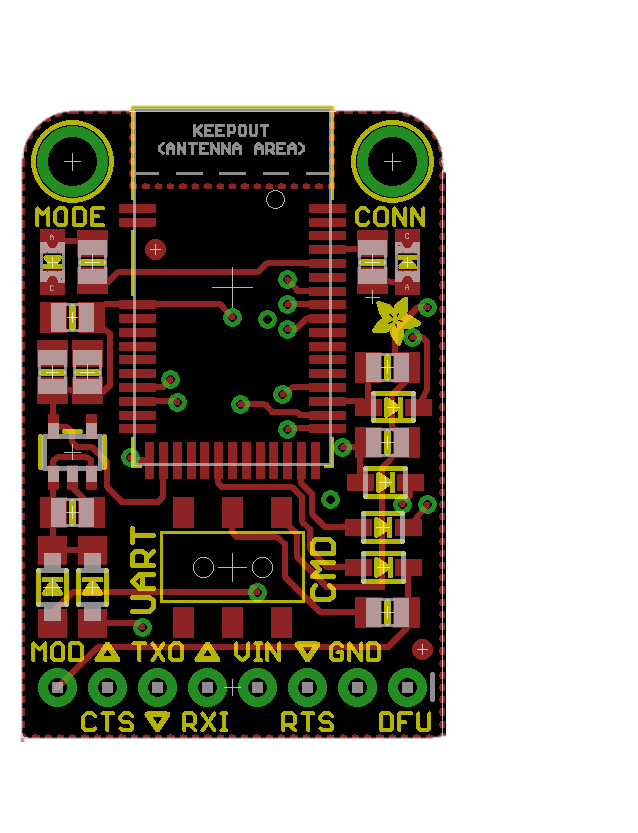 KEEPOUT
(ANTENNA AREA)
MODE
CONN
A
C
C
A
UART
CMD
MOD TXO VIN GND
CTS RXI RTS DFU